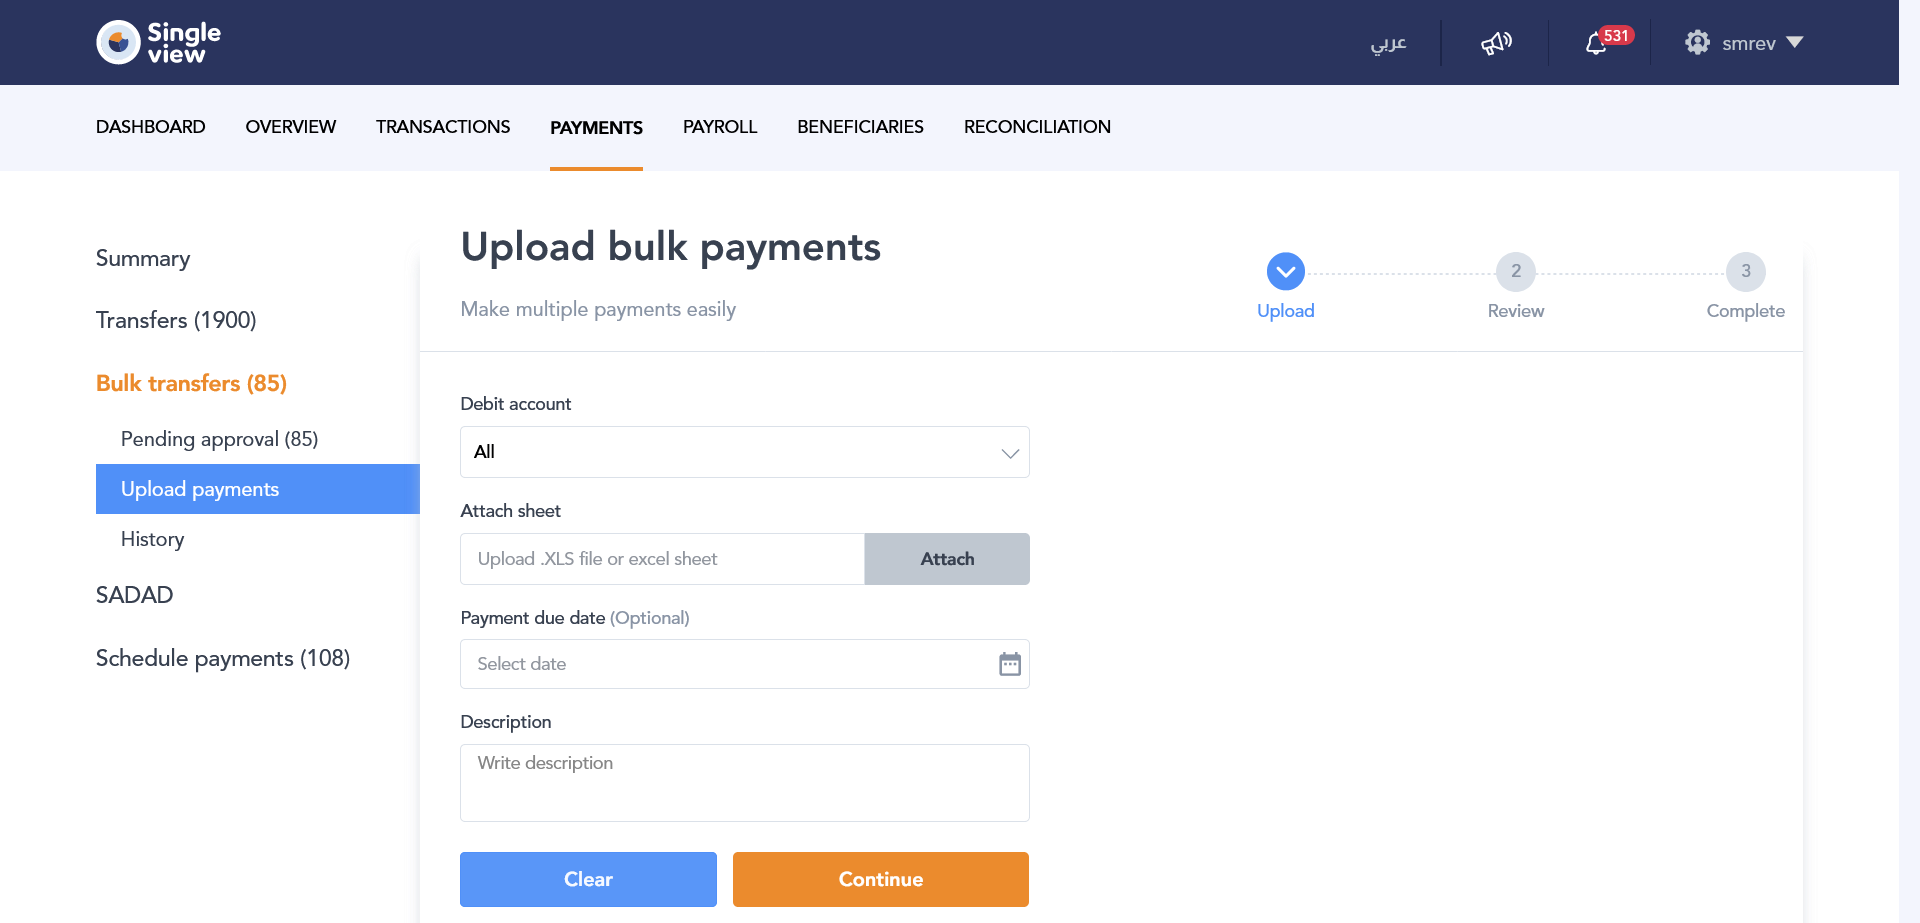 Single
view
عربي
531
smrev
DASHBOARD
OVERVIEW
TRANSACTIONS
PAYMENTS
PAYROLL
BENEFICIARIES
RECONCILIATION
Summary
Transfers (1900)
Bulk transfers (85)
Pending approval (85)
Upload payments
History
SADAD
Schedule payments (108)
Upload bulk payments
Make multiple payments easily
Upload
2
Review
3
Complete
Debit account
All
Attach sheet
Upload .XLS file or excel sheet
Attach
Payment due date (Optional)
Select date
Description
Write description
Clear
Continue